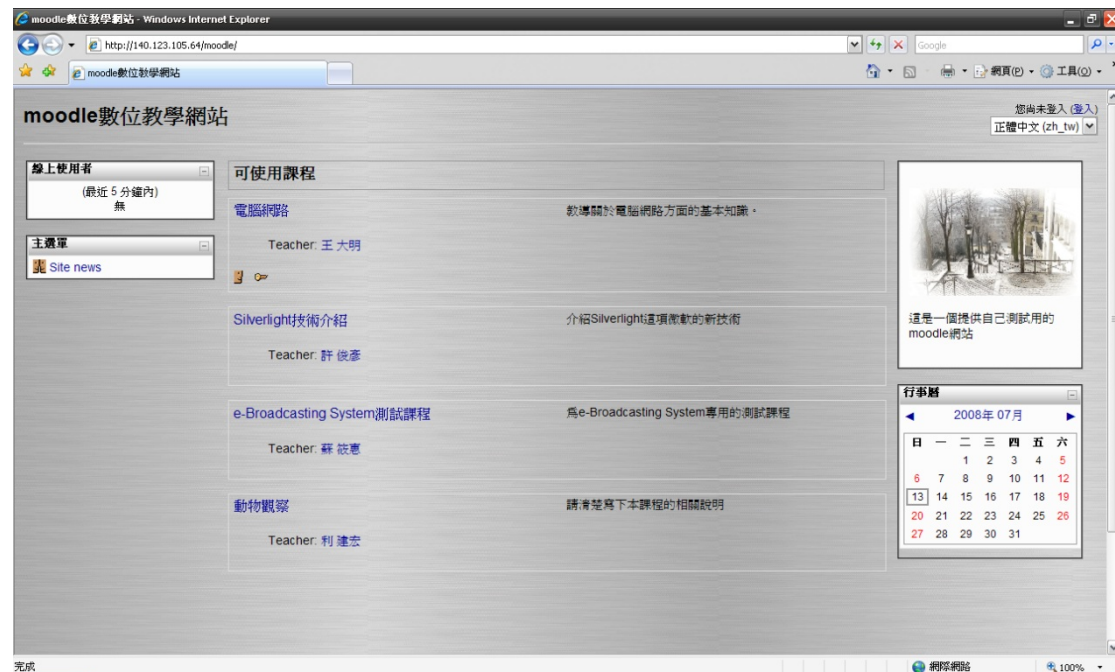 moodle數位教學網站 - Windows Internet Explorer
http://140.123.105.64/moodle/
Google
moodle數位教學網站
網頁(P)
工具(O)
moodle數位教學網站
您尚未登入 (登入)
正體中文 (zh_tw)
線上使用者
(最近 5 分鐘內)
無
主選單
Site news
可使用課程
電腦網路
教導關於電腦網路方面的基本知識。
Teacher: 王 大明
Silverlight技術介紹
介紹Silverlight這項微軟的新技術
Teacher: 許 俊彥
e-Broadcasting System測試課程
為e-Broadcasting System專用的測試課程
Teacher: 蘇 筱惠
動物觀察
請清楚寫下本課程的相關說明
Teacher: 利 建宏
這是一個提供自己測試用的
moodle網站
行事曆
2008年 07月
日 一 二 三 四 五 六
1 2 3 4 5
6 7 8 9 10 11 12
13 14 15 16 17 18 19
20 21 22 23 24 25 26
27 28 29 30 31
完成
網際網路
100%